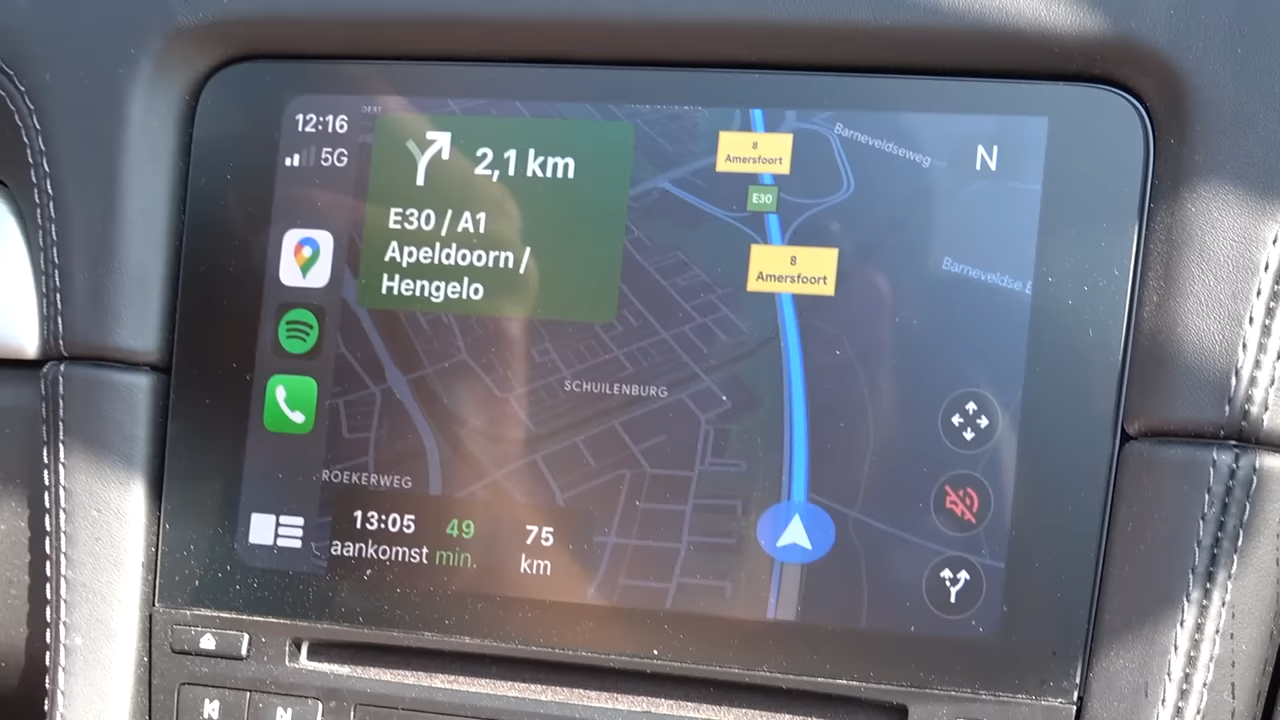 12:16
5G
2,1 km
E30 / A1
Apeldoorn /
Hengelo
8
Amersfoort
E30
8
Amersfoort
Barneveldseweg
N
Barneveldse
SCHUILENBURG
ROEKERWEG
13:05
aankomst
49
min.
75
km